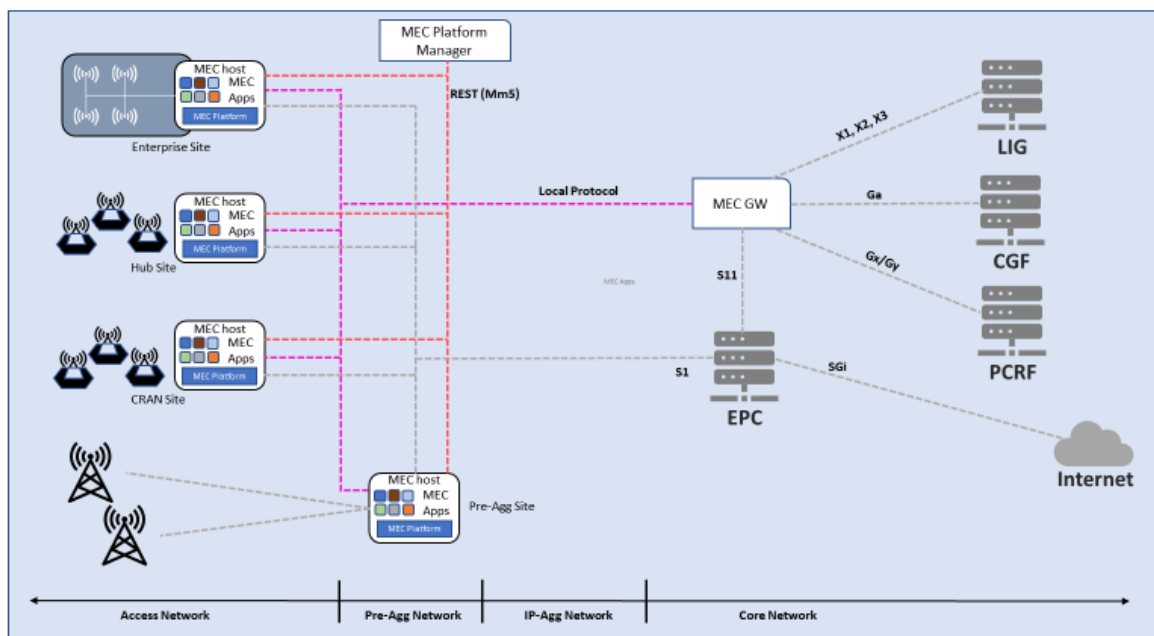 MEC Platform
Manager
MEC host
MEC
Apps
MEC Platform
Enterprise Site
REST (Mm5)
X1, X2, X3
LIG
MEC host
MEC
Apps
MEC Platform
Hub Site
Local Protocol
MEC GW
Ga
CGF
Gx/Gy
S11
MEC Apps
MEC host
MEC
Apps
MEC Platform
CRAN Site
S1
EPC
SGi
PCRF
Internet
MEC host
MEC
Apps
MEC Platform
Pre-Agg Site
Access Network
Pre-Agg Network
IP-Agg Network
Core Network